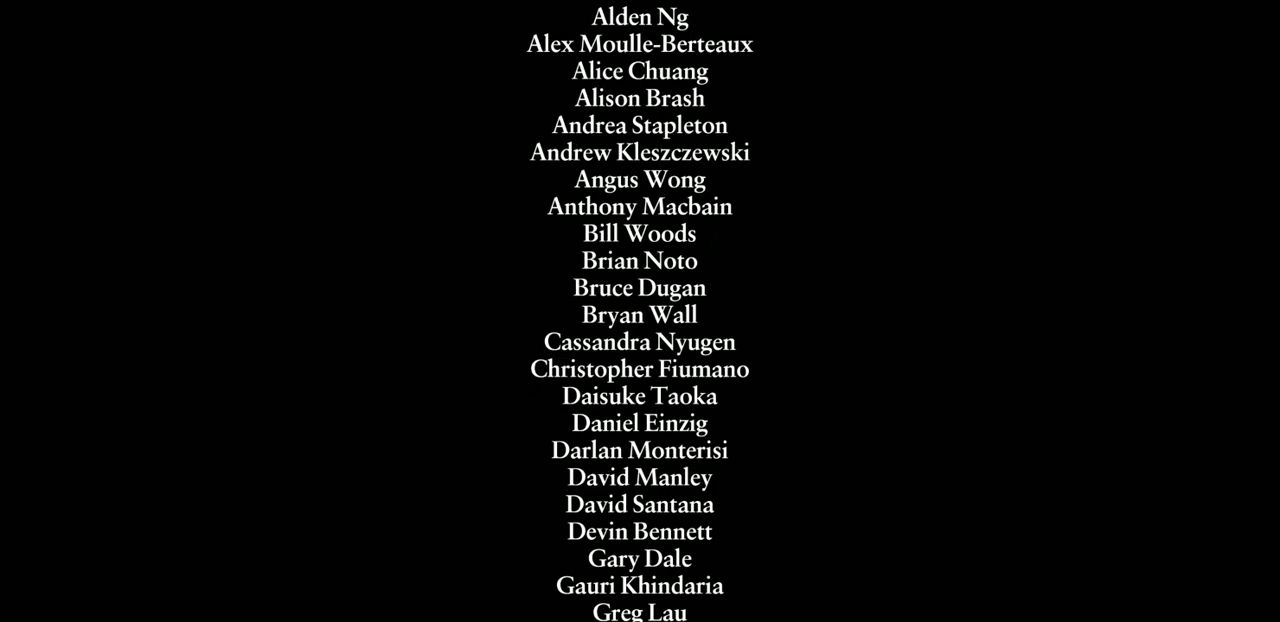 Alden Ng
Alex Moulle-Berteaux
Alice Chuang
Alison Brash
Andrea Stapleton
Andrew Kleszczewski
Angus Wong
Anthony Macbain
Bill Woods
Brian Noto
Bruce Dugan
Bryan Wall
Cassandra Nyugen
Christopher Fiumano
Daisuke Taoka
Daniel Einzig
Darlan Monterisi
David Manley
David Santana
Devin Bennett
Gary Dale
Gauri Khindaria
Greg Lau